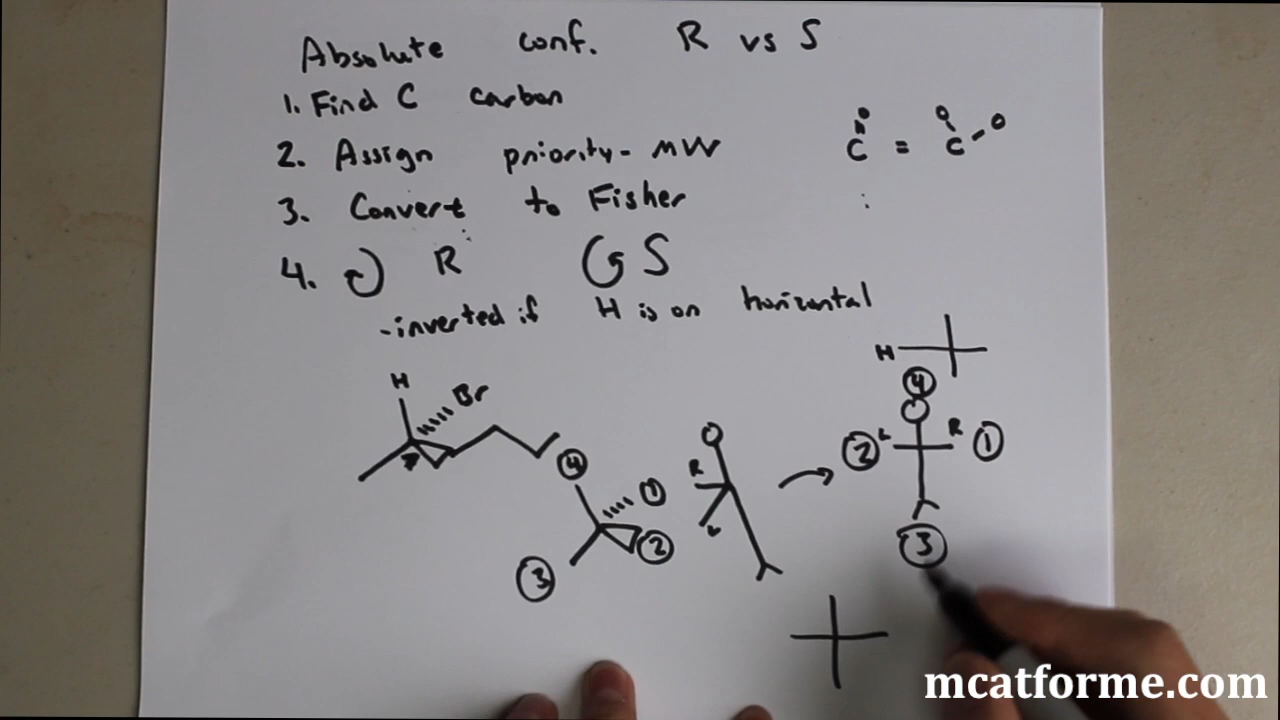 Absolute conf. R vs S
1. Find C carbon
2. Assign priority - MW
3. Convert to Fisher
4. R S
- inverted if H is on horizontal
O O O
C = C
H
H Br
4
R L
1
2
3
R
L
4
2 L R 1
3
mcatforme.com